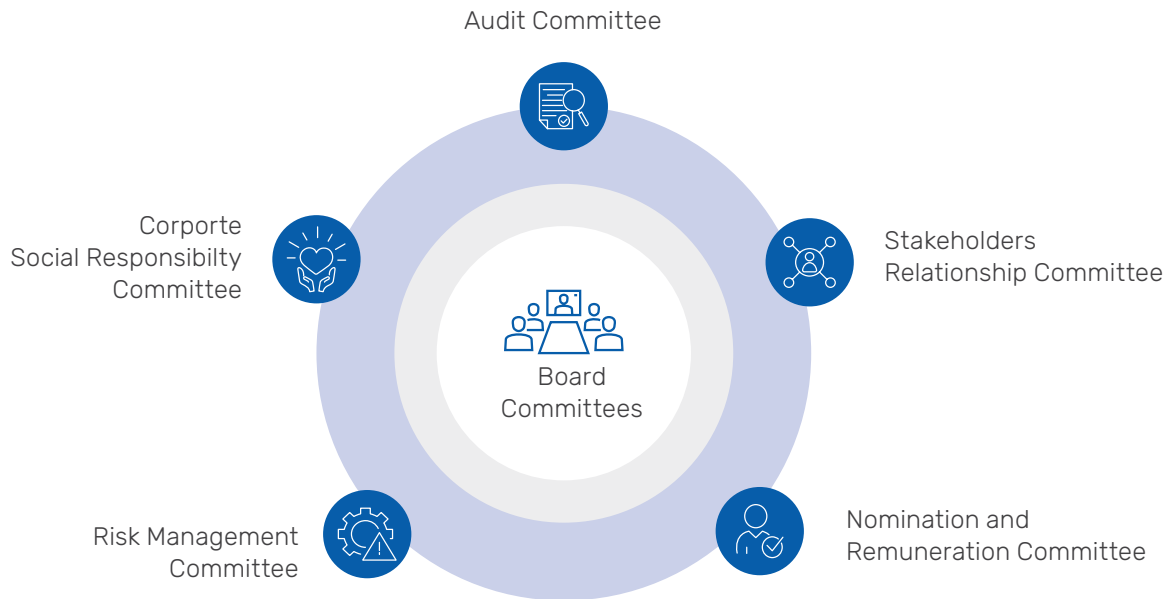 Audit Committee
Corporte
Social Responsibilty
Committee
Stakeholders
Relationship Committee
Board
Committees
Risk Management
Committee
Nomination and
Remuneration Committee